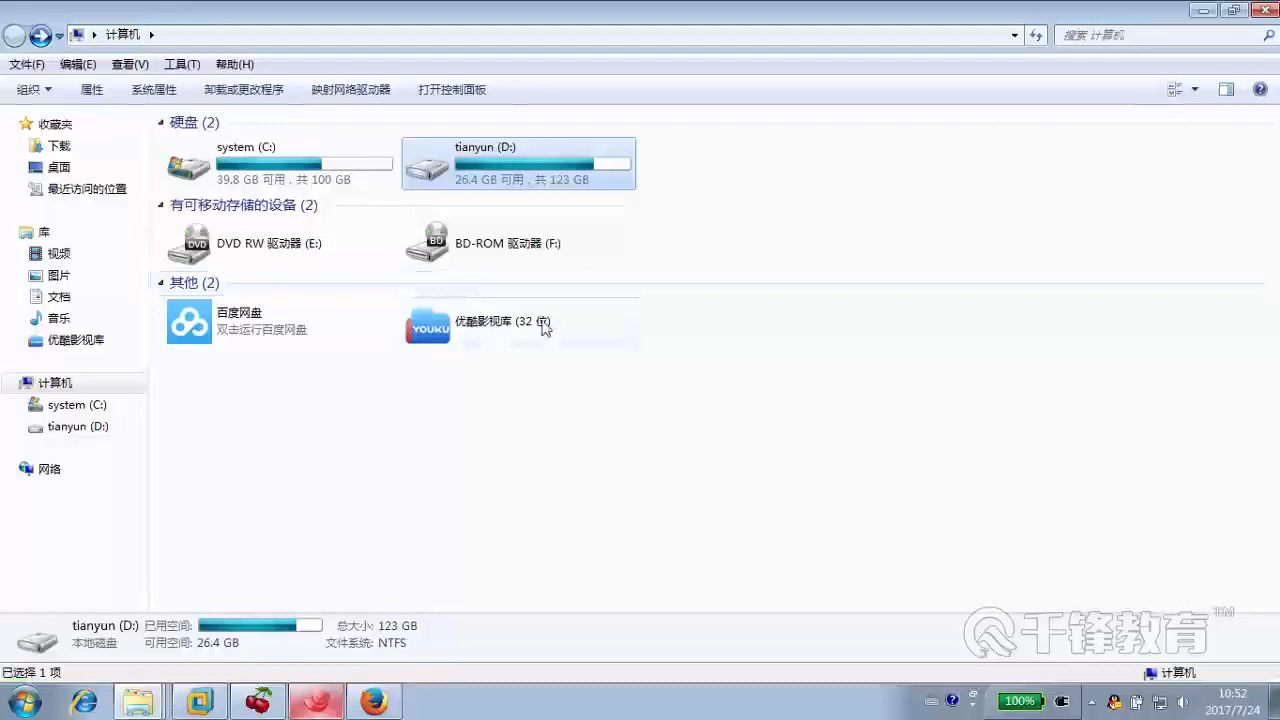 计算机
搜索 计算机
文件(F) 编辑(E) 查看(V) 工具(T) 帮助(H)
组织 属性 系统属性 卸载或更改程序 映射网络驱动器 打开控制面板
收藏夹
下载
桌面
最近访问的位置
库
视频
图片
文档
音乐
优酷影视库
计算机
system (C:)
tianyun (D:)
网络
硬盘 (2)
system (C:)
39.8 GB 可用，共 100 GB
tianyun (D:)
26.4 GB 可用，共 123 GB
有可移动存储的设备 (2)
DVD
DVD RW 驱动器 (E:)
BD
BD-ROM 驱动器 (F:)
其他 (2)
百度网盘
双击运行百度网盘
YOUKU
优酷影视库 (32 位)
tianyun (D:) 已用空间: 总大小: 123 GB
本地磁盘 可用空间: 26.4 GB 文件系统: NTFS
千锋教育 TM
已选择 1 项
计算机
100%
10:52
2017/7/24